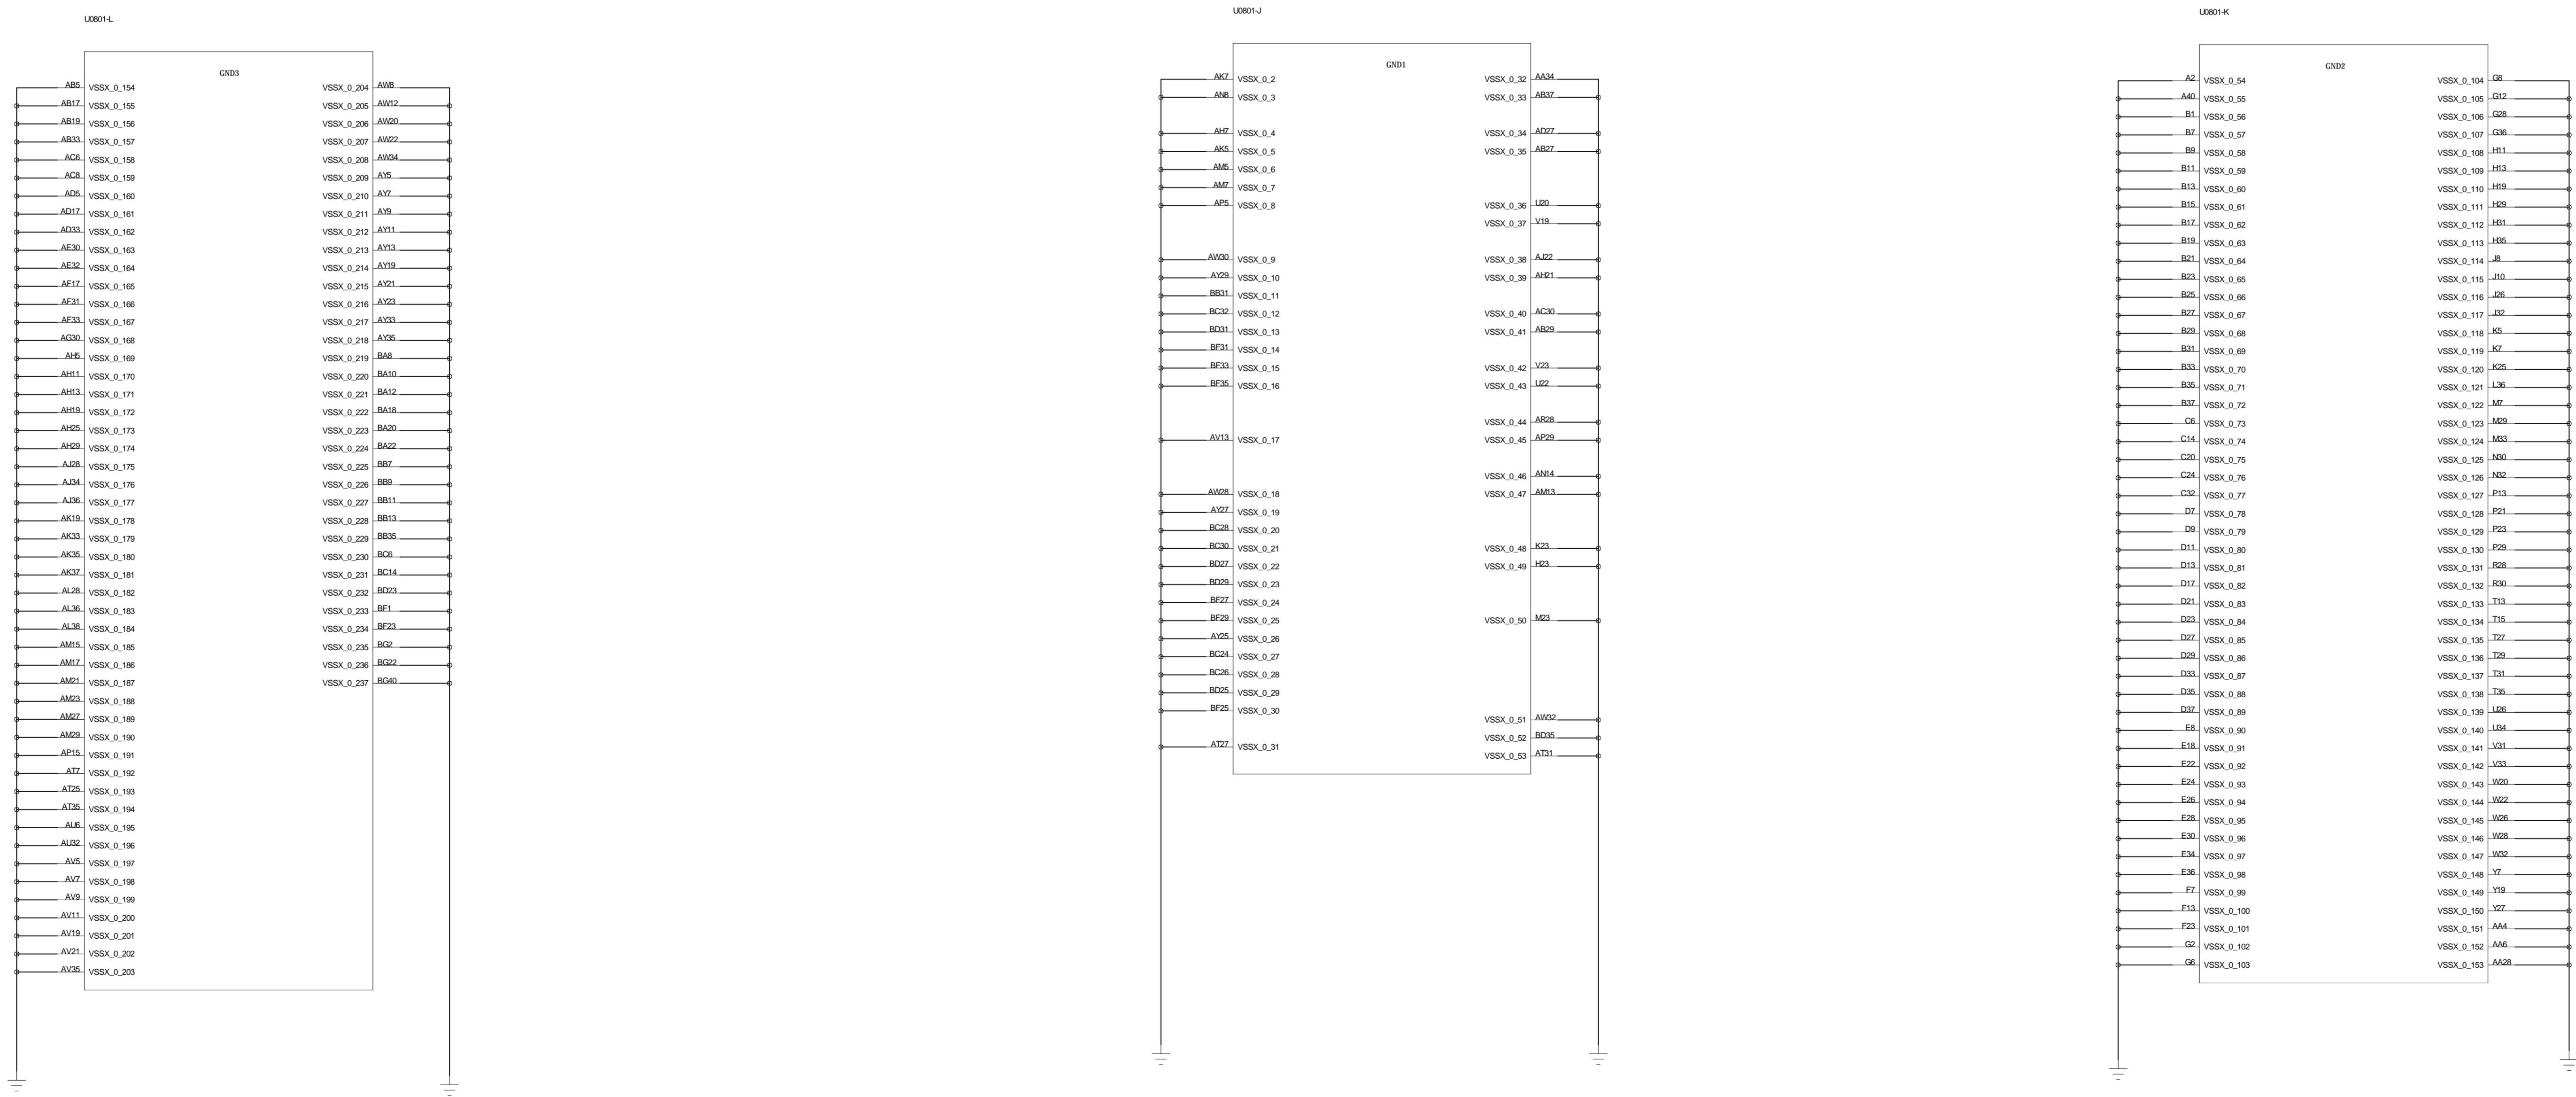 U0801-L
GND3
AB5 VSSX_0_154 VSSX_0_204 AW8
AB17 VSSX_0_155 VSSX_0_205 AW12
AB19 VSSX_0_156 VSSX_0_206 AW20
AB33 VSSX_0_157 VSSX_0_207 AW22
AC6 VSSX_0_158 VSSX_0_208 AW34
AC8 VSSX_0_159 VSSX_0_209 AY5
AD5 VSSX_0_160 VSSX_0_210 AY7
AD17 VSSX_0_161 VSSX_0_211 AY9
AD33 VSSX_0_162 VSSX_0_212 AY11
AE30 VSSX_0_163 VSSX_0_213 AY13
AE32 VSSX_0_164 VSSX_0_214 AY19
AF17 VSSX_0_165 VSSX_0_215 AY21
AF31 VSSX_0_166 VSSX_0_216 AY23
AF33 VSSX_0_167 VSSX_0_217 AY33
AG30 VSSX_0_168 VSSX_0_218 AY35
AH5 VSSX_0_169 VSSX_0_219 BA8
AH11 VSSX_0_170 VSSX_0_220 BA10
AH13 VSSX_0_171 VSSX_0_221 BA12
AH19 VSSX_0_172 VSSX_0_222 BA18
AH25 VSSX_0_173 VSSX_0_223 BA20
AH29 VSSX_0_174 VSSX_0_224 BA22
AJ28 VSSX_0_175 VSSX_0_225 BB7
AJ34 VSSX_0_176 VSSX_0_226 BB9
AJ36 VSSX_0_177 VSSX_0_227 BB11
AK19 VSSX_0_178 VSSX_0_228 BB13
AK33 VSSX_0_179 VSSX_0_229 BB35
AK35 VSSX_0_180 VSSX_0_230 BC6
AK37 VSSX_0_181 VSSX_0_231 BC14
AL28 VSSX_0_182 VSSX_0_232 BD23
AL36 VSSX_0_183 VSSX_0_233 BF1
AL38 VSSX_0_184 VSSX_0_234 BF23
AM15 VSSX_0_185 VSSX_0_235 BG2
AM17 VSSX_0_186 VSSX_0_236 BG22
AM21 VSSX_0_187 VSSX_0_237 BG40
AM23 VSSX_0_188
AM27 VSSX_0_189
AM29 VSSX_0_190
AP15 VSSX_0_191
AT7 VSSX_0_192
AT25 VSSX_0_193
AT35 VSSX_0_194
AU6 VSSX_0_195
AU32 VSSX_0_196
AV5 VSSX_0_197
AV7 VSSX_0_198
AV9 VSSX_0_199
AV11 VSSX_0_200
AV19 VSSX_0_201
AV21 VSSX_0_202
AV35 VSSX_0_203
U0801-J
GND1
AK7 VSSX_0_2 VSSX_0_32 AA34
AN8 VSSX_0_3 VSSX_0_33 AB37
AH7 VSSX_0_4 VSSX_0_34 AD27
AK5 VSSX_0_5 VSSX_0_35 AB27
AM5 VSSX_0_6
AM7 VSSX_0_7
AP5 VSSX_0_8 VSSX_0_36 U20
VSSX_0_37 V19
AW30 VSSX_0_9 VSSX_0_38 AJ22
AY29 VSSX_0_10 VSSX_0_39 AH21
BB31 VSSX_0_11
BC32 VSSX_0_12 VSSX_0_40 AC30
BD31 VSSX_0_13 VSSX_0_41 AB29
BF31 VSSX_0_14
BF33 VSSX_0_15 VSSX_0_42 V23
BF35 VSSX_0_16 VSSX_0_43 U22
VSSX_0_44 AR28
AV13 VSSX_0_17 VSSX_0_45 AP29
VSSX_0_46 AN14
AW28 VSSX_0_18 VSSX_0_47 AM13
AY27 VSSX_0_19
BC28 VSSX_0_20
BC30 VSSX_0_21 VSSX_0_48 K23
BD27 VSSX_0_22 VSSX_0_49 H23
BD29 VSSX_0_23
BF27 VSSX_0_24
BF29 VSSX_0_25 VSSX_0_50 M23
AY25 VSSX_0_26
BC24 VSSX_0_27
BC26 VSSX_0_28
BD25 VSSX_0_29
BF25 VSSX_0_30
VSSX_0_51 AW32
VSSX_0_52 BD35
AT27 VSSX_0_31
VSSX_0_53 AT31
U0801-K
GND2
A2 VSSX_0_54 VSSX_0_104 G8
A40 VSSX_0_55 VSSX_0_105 G12
B1 VSSX_0_56 VSSX_0_106 G28
B7 VSSX_0_57 VSSX_0_107 G36
B9 VSSX_0_58 VSSX_0_108 H11
B11 VSSX_0_59 VSSX_0_109 H13
B13 VSSX_0_60 VSSX_0_110 H19
B15 VSSX_0_61 VSSX_0_111 H29
B17 VSSX_0_62 VSSX_0_112 H31
B19 VSSX_0_63 VSSX_0_113 H35
B21 VSSX_0_64 VSSX_0_114 J8
B23 VSSX_0_65 VSSX_0_115 J10
B25 VSSX_0_66 VSSX_0_116 J26
B27 VSSX_0_67 VSSX_0_117 J32
B29 VSSX_0_68 VSSX_0_118 K5
B31 VSSX_0_69 VSSX_0_119 K7
B33 VSSX_0_70 VSSX_0_120 K25
B35 VSSX_0_71 VSSX_0_121 L36
B37 VSSX_0_72 VSSX_0_122 M7
C6 VSSX_0_73 VSSX_0_123 M29
C14 VSSX_0_74 VSSX_0_124 M33
C20 VSSX_0_75 VSSX_0_125 N30
C24 VSSX_0_76 VSSX_0_126 N32
C32 VSSX_0_77 VSSX_0_127 P13
D7 VSSX_0_78 VSSX_0_128 P21
D9 VSSX_0_79 VSSX_0_129 P23
D11 VSSX_0_80 VSSX_0_130 P29
D13 VSSX_0_81 VSSX_0_131 R28
D17 VSSX_0_82 VSSX_0_132 R30
D21 VSSX_0_83 VSSX_0_133 T13
D23 VSSX_0_84 VSSX_0_134 T15
D27 VSSX_0_85 VSSX_0_135 T27
D29 VSSX_0_86 VSSX_0_136 T29
D33 VSSX_0_87 VSSX_0_137 T31
D35 VSSX_0_88 VSSX_0_138 T35
D37 VSSX_0_89 VSSX_0_139 U26
E8 VSSX_0_90 VSSX_0_140 U34
E18 VSSX_0_91 VSSX_0_141 V31
E22 VSSX_0_92 VSSX_0_142 V33
E24 VSSX_0_93 VSSX_0_143 W20
E26 VSSX_0_94 VSSX_0_144 W22
E28 VSSX_0_95 VSSX_0_145 W26
E30 VSSX_0_96 VSSX_0_146 W28
E34 VSSX_0_97 VSSX_0_147 W32
E36 VSSX_0_98 VSSX_0_148 Y7
F7 VSSX_0_99 VSSX_0_149 Y19
F13 VSSX_0_100 VSSX_0_150 Y27
F23 VSSX_0_101 VSSX_0_151 AA4
G2 VSSX_0_102 VSSX_0_152 AA6
G6 VSSX_0_103 VSSX_0_153 AA28